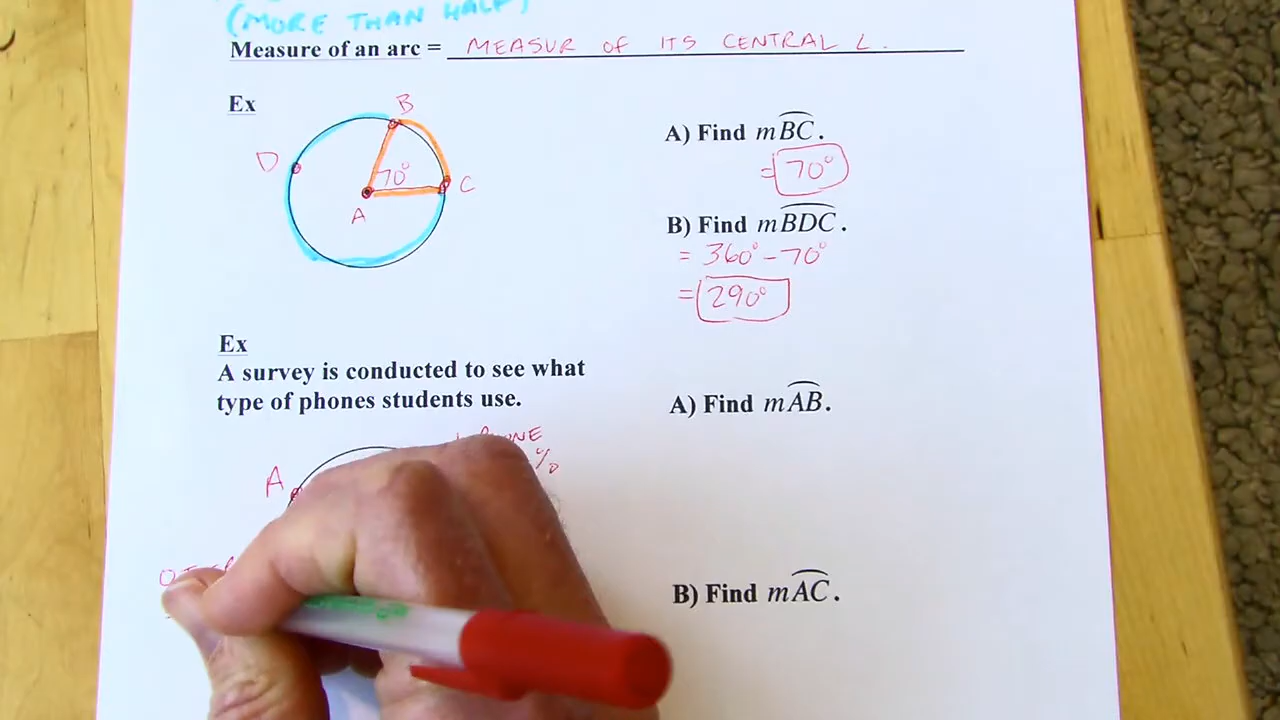 (MORE THAN HALF)
Measure of an arc = MEASUR OF ITS CENTRAL ∠.
Ex
B
D
70°
C
A
A) Find mBC.
= 70°
B) Find mBDC.
= 360° - 70°
= 290°
Ex
A survey is conducted to see what
type of phones students use.
A) Find mAB.
%
A
B) Find mAC.